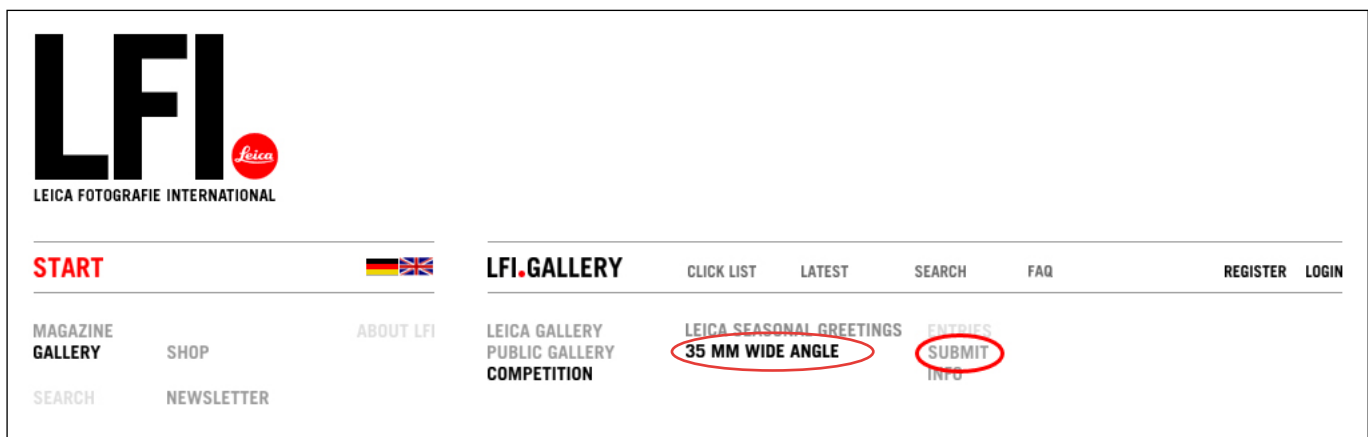 LFI.
Leica
LEICA FOTOGRAFIE INTERNATIONAL
START
MAGAZINE
ABOUT LFI
GALLERY
SHOP
SEARCH
NEWSLETTER
LFI.GALLERY
CLICK LIST
LATEST
SEARCH
FAQ
REGISTER
LOGIN
LEICA GALLERY
PUBLIC GALLERY
COMPETITION
LEICA SEASONAL GREETINGS
35 MM WIDE ANGLE
ENTRIES
SUBMIT
INFO